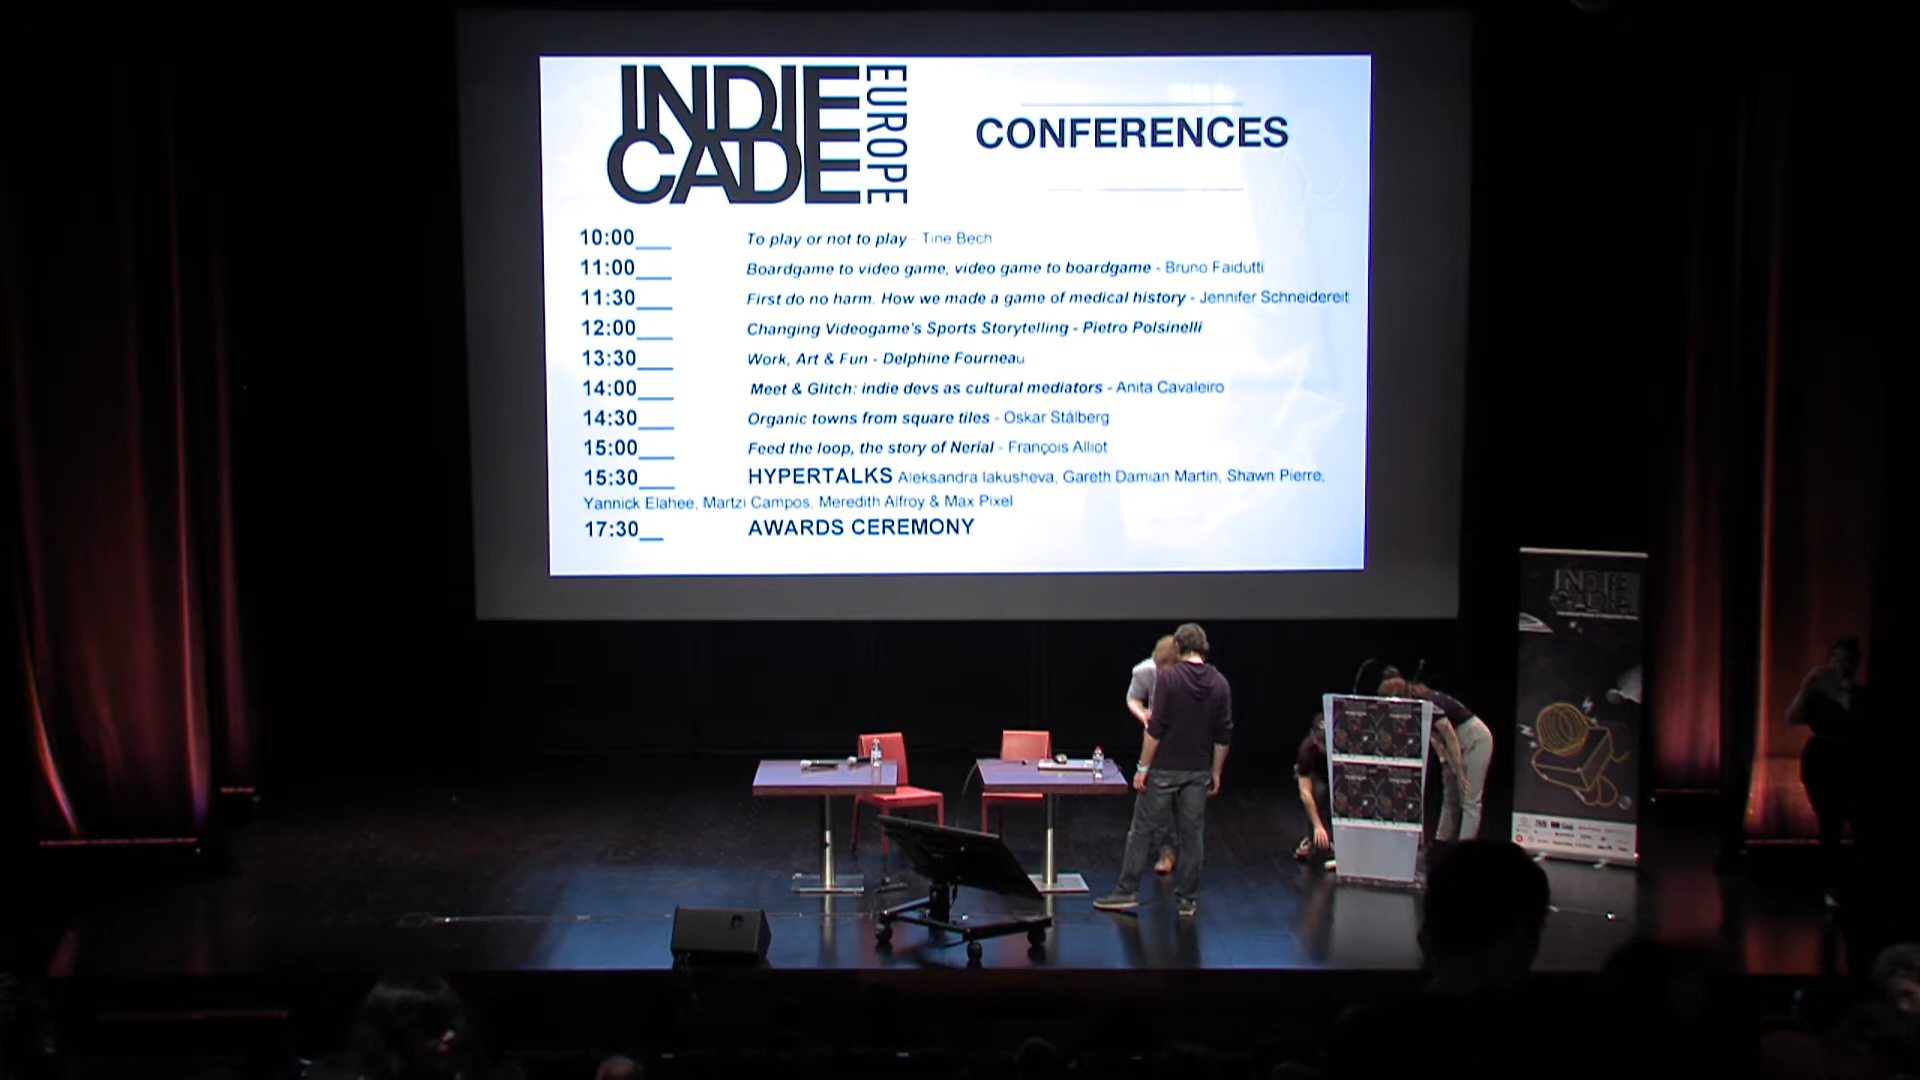 INDIE
CADE
EUROPE
CONFERENCES
10:00___ To play or not to play - Tine Bech
11:00___ Boardgame to video game, video game to boardgame - Bruno Faidutti
11:30___ First do no harm. How we made a game of medical history - Jennifer Schneidereit
12:00___ Changing Videogame's Sports Storytelling - Pietro Polsinelli
13:30___ Work, Art & Fun - Delphine Fourneau
14:00___ Meet & Glitch: indie devs as cultural mediators - Anita Cavaleiro
14:30___ Organic towns from square tiles - Oskar Stålberg
15:00___ Feed the loop, the story of Nerial - François Alliot
15:30___ HYPERTALKS Aleksandra Iakusheva, Gareth Damian Martin, Shawn Pierre,
Yannick Elahee, Martzi Campos, Meredith Alfroy & Max Pixel
17:30__ AWARDS CEREMONY
INDIE
CADE